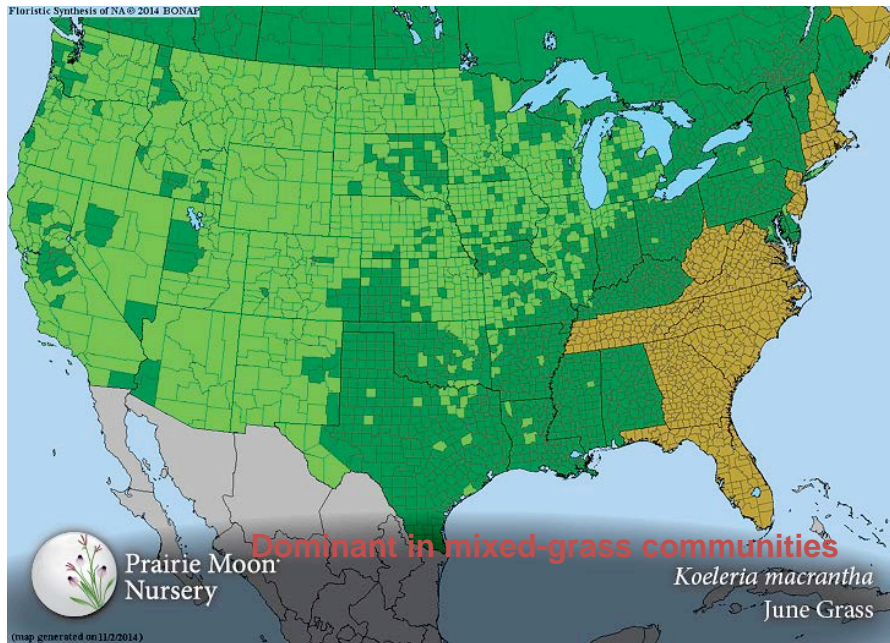 Floristic Synthesis of NA © 2014 BONAP
Dominant in mixed-grass communities
Prairie Moon
Nursery
Koeleria macrantha
June Grass
(map generated on 11/2/2014)